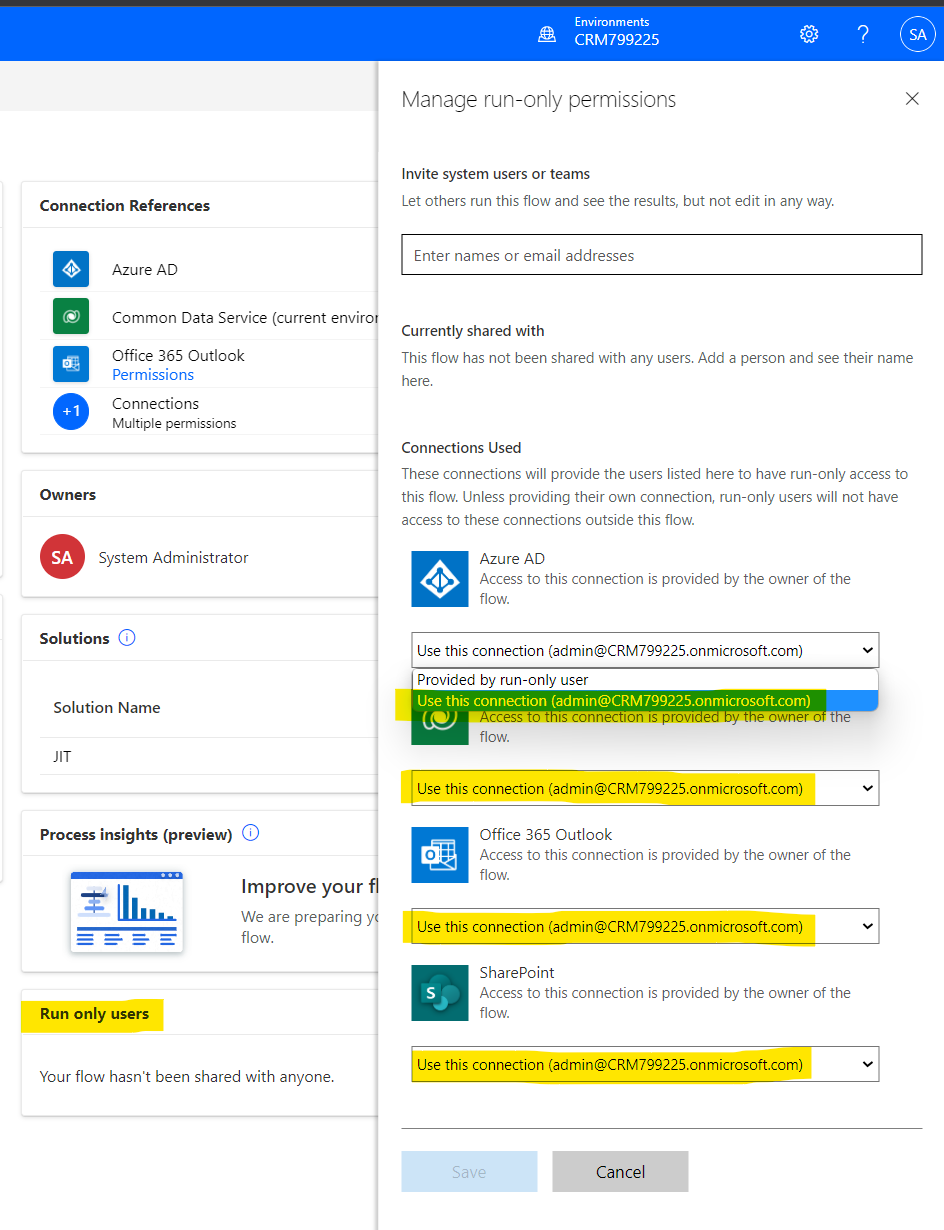 Environments
CRM799225
?
SA
Connection References
Azure AD
Common Data Service (current enviror
Office 365 Outlook
Permissions
+1
Connections
Multiple permissions
Owners
SA
System Administrator
Solutions
Solution Name
JIT
Process insights (preview)
Improve your fl
We are preparing yo
flow.
Run only users
Your flow hasn't been shared with anyone.
Manage run-only permissions
Invite system users or teams
Let others run this flow and see the results, but not edit in any way.
Enter names or email addresses
Currently shared with
This flow has not been shared with any users. Add a person and see their name
here.
Connections Used
These connections will provide the users listed here to have run-only access to
this flow. Unless providing their own connection, run-only users will not have
access to these connections outside this flow.
Azure AD
Access to this connection is provided by the owner of the
flow.
Use this connection (admin@CRM799225.onmicrosoft.com)
Provided by run-only user
Use this connection (admin@CRM799225.onmicrosoft.com)
Access to this connection is provided by the owner of the
flow.
Use this connection (admin@CRM799225.onmicrosoft.com)
Office 365 Outlook
Access to this connection is provided by the owner of the
flow.
Use this connection (admin@CRM799225.onmicrosoft.com)
SharePoint
Access to this connection is provided by the owner of the
flow.
Use this connection (admin@CRM799225.onmicrosoft.com)
Save
Cancel